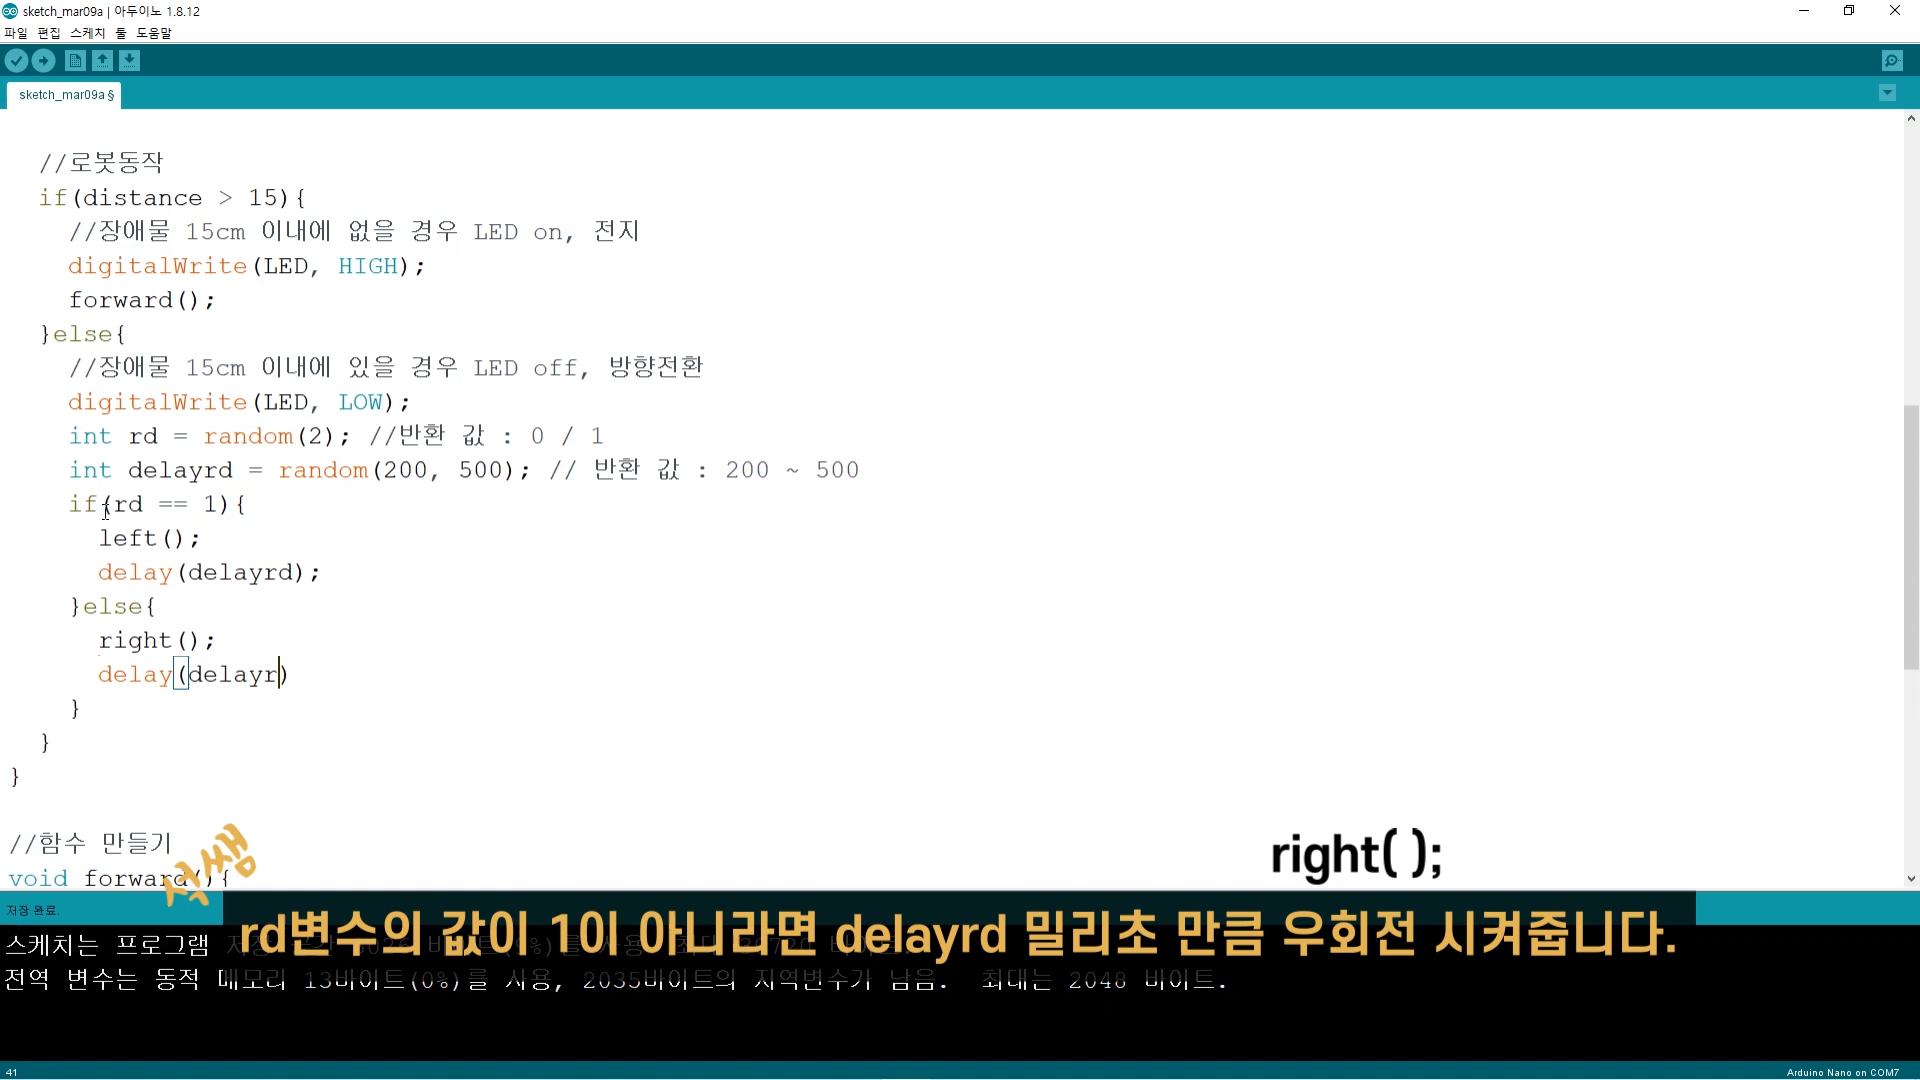 sketch_mar09a | 아두이노 1.8.12
파일 편집 스케치 툴 도움말
sketch_mar09a §
//로봇동작
if(distance > 15){
//장애물 15cm 이내에 없을 경우 LED on, 전지
digitalWrite(LED, HIGH);
forward();
}else{
//장애물 15cm 이내에 있을 경우 LED off, 방향전환
digitalWrite(LED, LOW);
int rd = random(2); //반환 값 : 0 / 1
int delayrd = random(200, 500); // 반환 값 : 200 ~ 500
if(rd == 1){
left();
delay(delayrd);
}else{
right();
delay(delayr)
}
}
}
//함수 만들기
void forward(){
석쌤
right( );
저장 완료.
rd변수의 값이 1이 아니라면 delayrd 밀리초 만큼 우회전 시켜줍니다.
스케치는 프로그램
전역 변수는 동적 메모리 13바이트(0%)를 사용, 2035바이트의 지역변수가 남음. 최대는 2048 바이트.
41
Arduino Nano on COM7